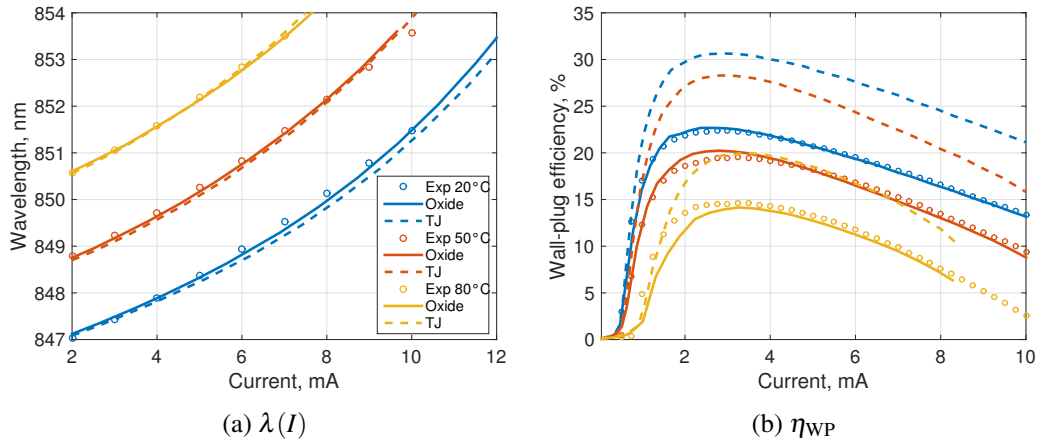 854
853
852
851
850
849
848
847
2
4
6
8
10
12
Wavelength, nm
Current, mA
Exp 20°C
Oxide
TJ
Exp 50°C
Oxide
TJ
Exp 80°C
Oxide
TJ
(a) λ(I)
35
30
25
20
15
10
5
0
2
4
6
8
10
Wall-plug efficiency, %
Current, mA
(b) ηWP